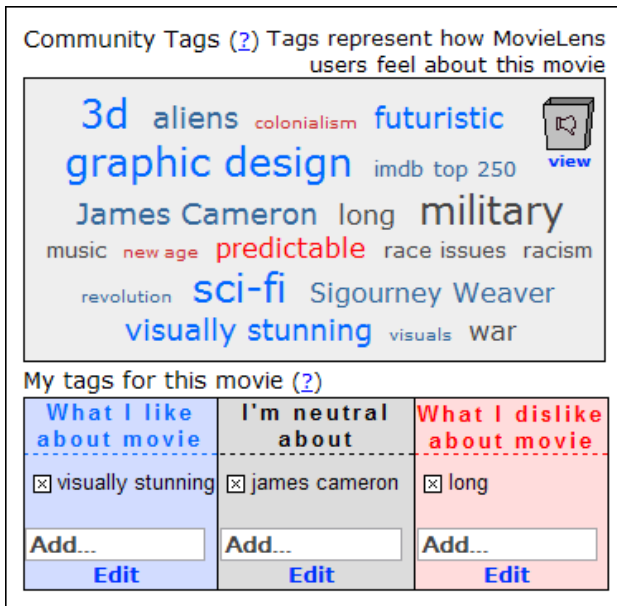 Community Tags (?) Tags represent how MovieLens
users feel about this movie
3d aliens colonialism futuristic
view
graphic design imdb top 250
James Cameron long military
music new age predictable race issues racism
revolution sci-fi Sigourney Weaver
visually stunning visuals war
My tags for this movie (?)
What I like about movie
I'm neutral about
What I dislike about movie
visually stunning james cameron long
Add... Add... Add...
Edit Edit Edit